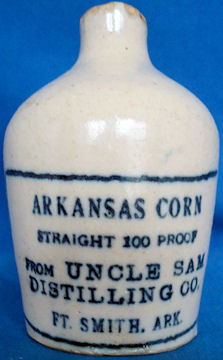 ARKANSAS CORN
STRAIGHT 100 PROOF
FROM UNCLE SAM
DISTILLING CO.
FT. SMITH, ARK.